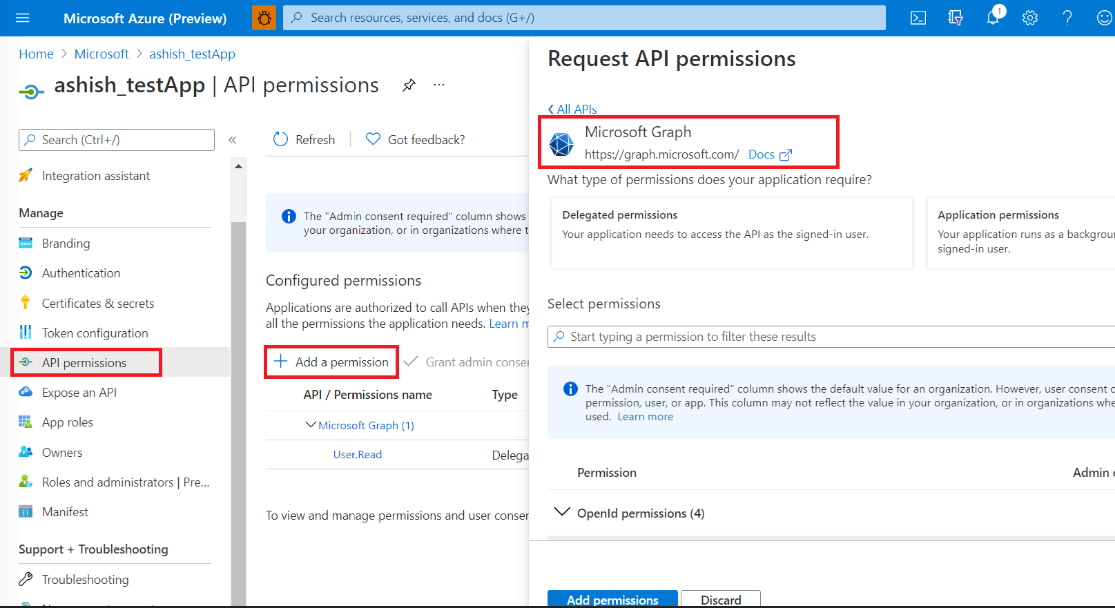 Microsoft Azure (Preview)
Search resources, services, and docs (G+/)
1
Home > Microsoft > ashish_testApp
ashish_testApp | API permissions
Search (Ctrl+/)
«
Integration assistant
Manage
Branding
Authentication
Certificates & secrets
Token configuration
API permissions
Expose an API
App roles
Owners
Roles and administrators | Pre...
Manifest
Support + Troubleshooting
Troubleshooting
Refresh
Got feedback?
The "Admin consent required" column shows
your organization, or in organizations where t
Configured permissions
Applications are authorized to call APIs when they
all the permissions the application needs. Learn m
Add a permission
Grant admin conser
API / Permissions name Type
Microsoft Graph (1)
User.Read Delega
To view and manage permissions and user conser
Request API permissions
All APIs
Microsoft Graph
https://graph.microsoft.com/ Docs
What type of permissions does your application require?
Delegated permissions
Your application needs to access the API as the signed-in user.
Application permissions
Your application runs as a backgrou
signed-in user.
Select permissions
Start typing a permission to filter these results
The "Admin consent required" column shows the default value for an organization. However, user consent c
permission, user, or app. This column may not reflect the value in your organization, or in organizations whe
used. Learn more
Permission Admin c
OpenId permissions (4)
Add permissions
Discard